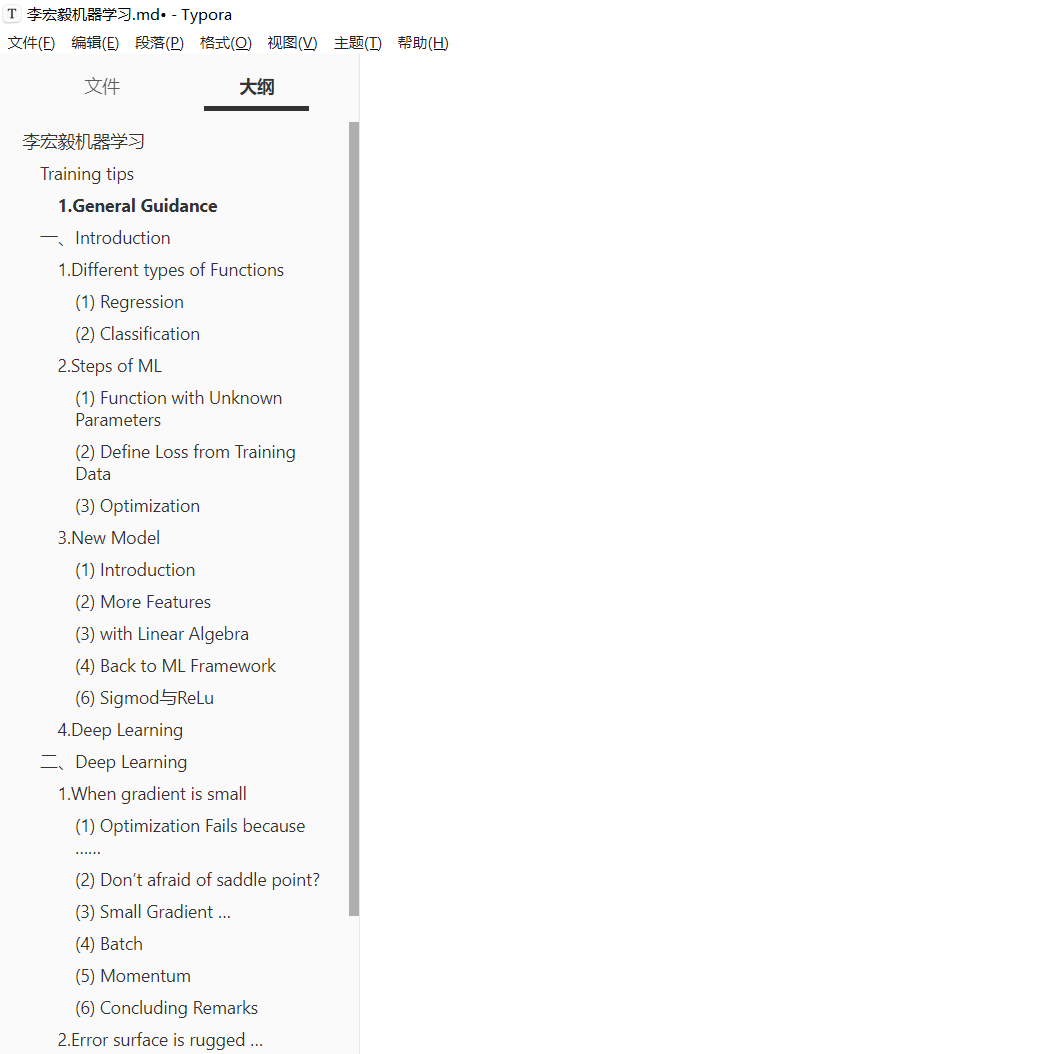 T 李宏毅机器学习.md• - Typora
文件(F) 编辑(E) 段落(P) 格式(O) 视图(V) 主题(T) 帮助(H)
文件 大纲
李宏毅机器学习
Training tips
1.General Guidance
一、Introduction
1.Different types of Functions
(1) Regression
(2) Classification
2.Steps of ML
(1) Function with Unknown
Parameters
(2) Define Loss from Training
Data
(3) Optimization
3.New Model
(1) Introduction
(2) More Features
(3) with Linear Algebra
(4) Back to ML Framework
(6) Sigmod与ReLu
4.Deep Learning
二、Deep Learning
1.When gradient is small
(1) Optimization Fails because
……
(2) Don’t afraid of saddle point?
(3) Small Gradient …
(4) Batch
(5) Momentum
(6) Concluding Remarks
2.Error surface is rugged …